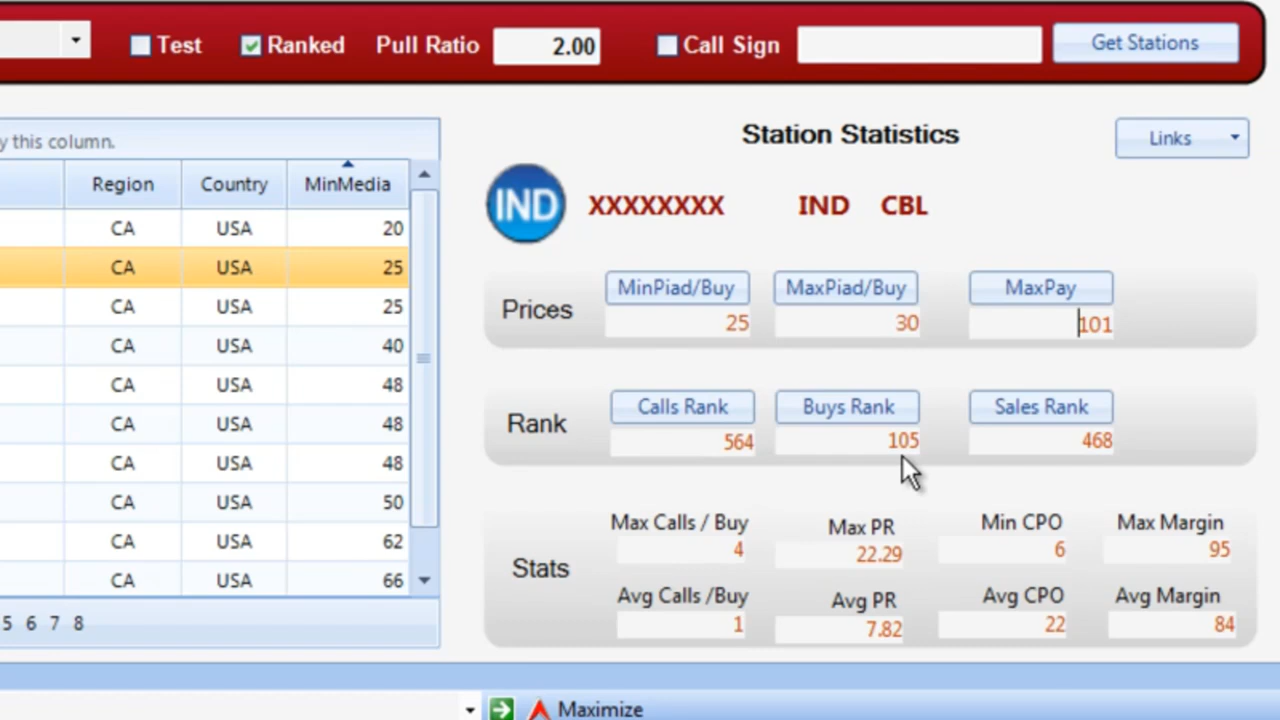 Test Ranked Pull Ratio 2.00 Call Sign Get Stations
y this column.
Region Country MinMedia
CA USA 20
CA USA 25
CA USA 25
CA USA 40
CA USA 48
CA USA 48
CA USA 48
CA USA 50
CA USA 62
CA USA 66
5 6 7 8
Station Statistics Links
IND XXXXXXXX IND CBL
Prices
MinPiad/Buy MaxPiad/Buy MaxPay
25 30 101
Rank
Calls Rank Buys Rank Sales Rank
564 105 468
Stats
Max Calls / Buy Max PR Min CPO Max Margin
4 22.29 6 95
Avg Calls /Buy Avg PR Avg CPO Avg Margin
1 7.82 22 84
Maximize